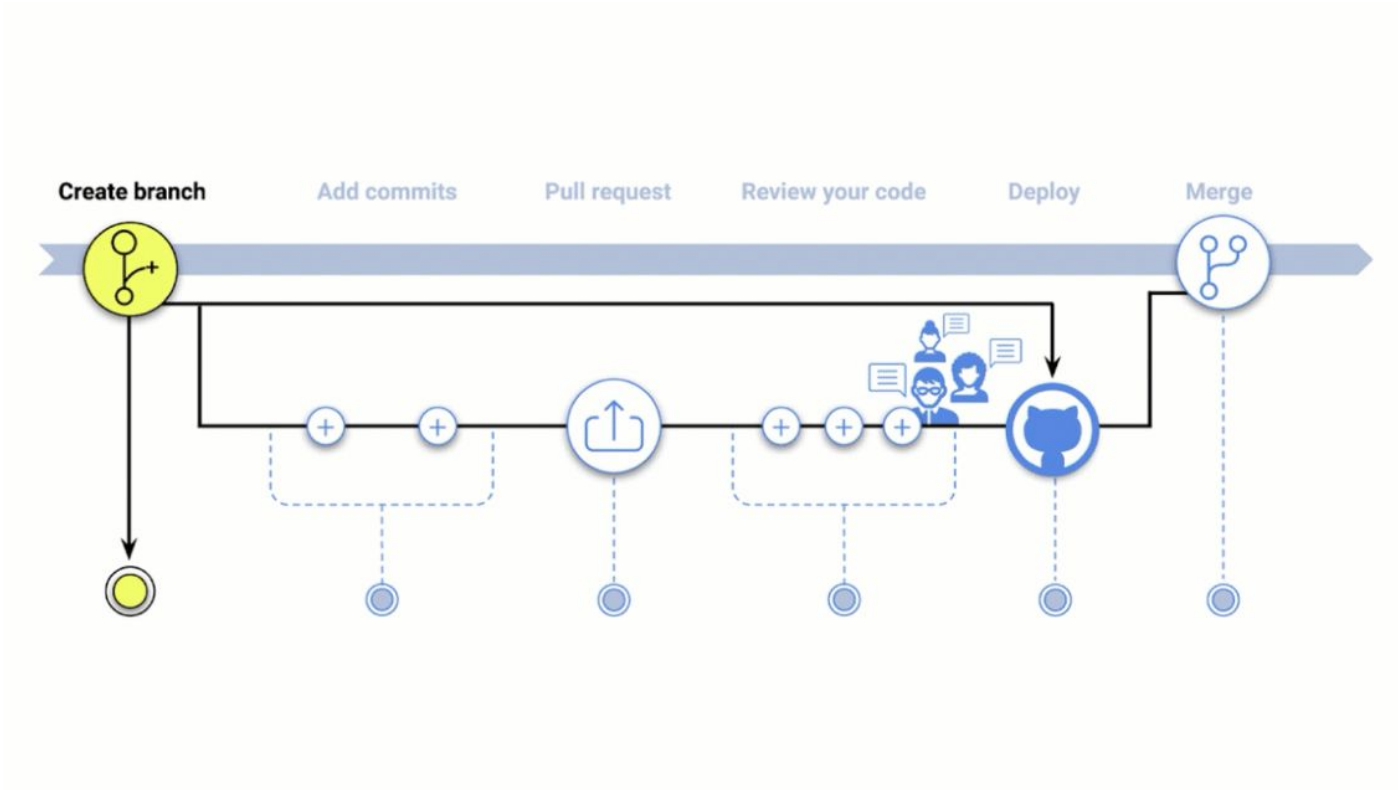 Create branch
Add commits
Pull request
Review your code
Deploy
Merge